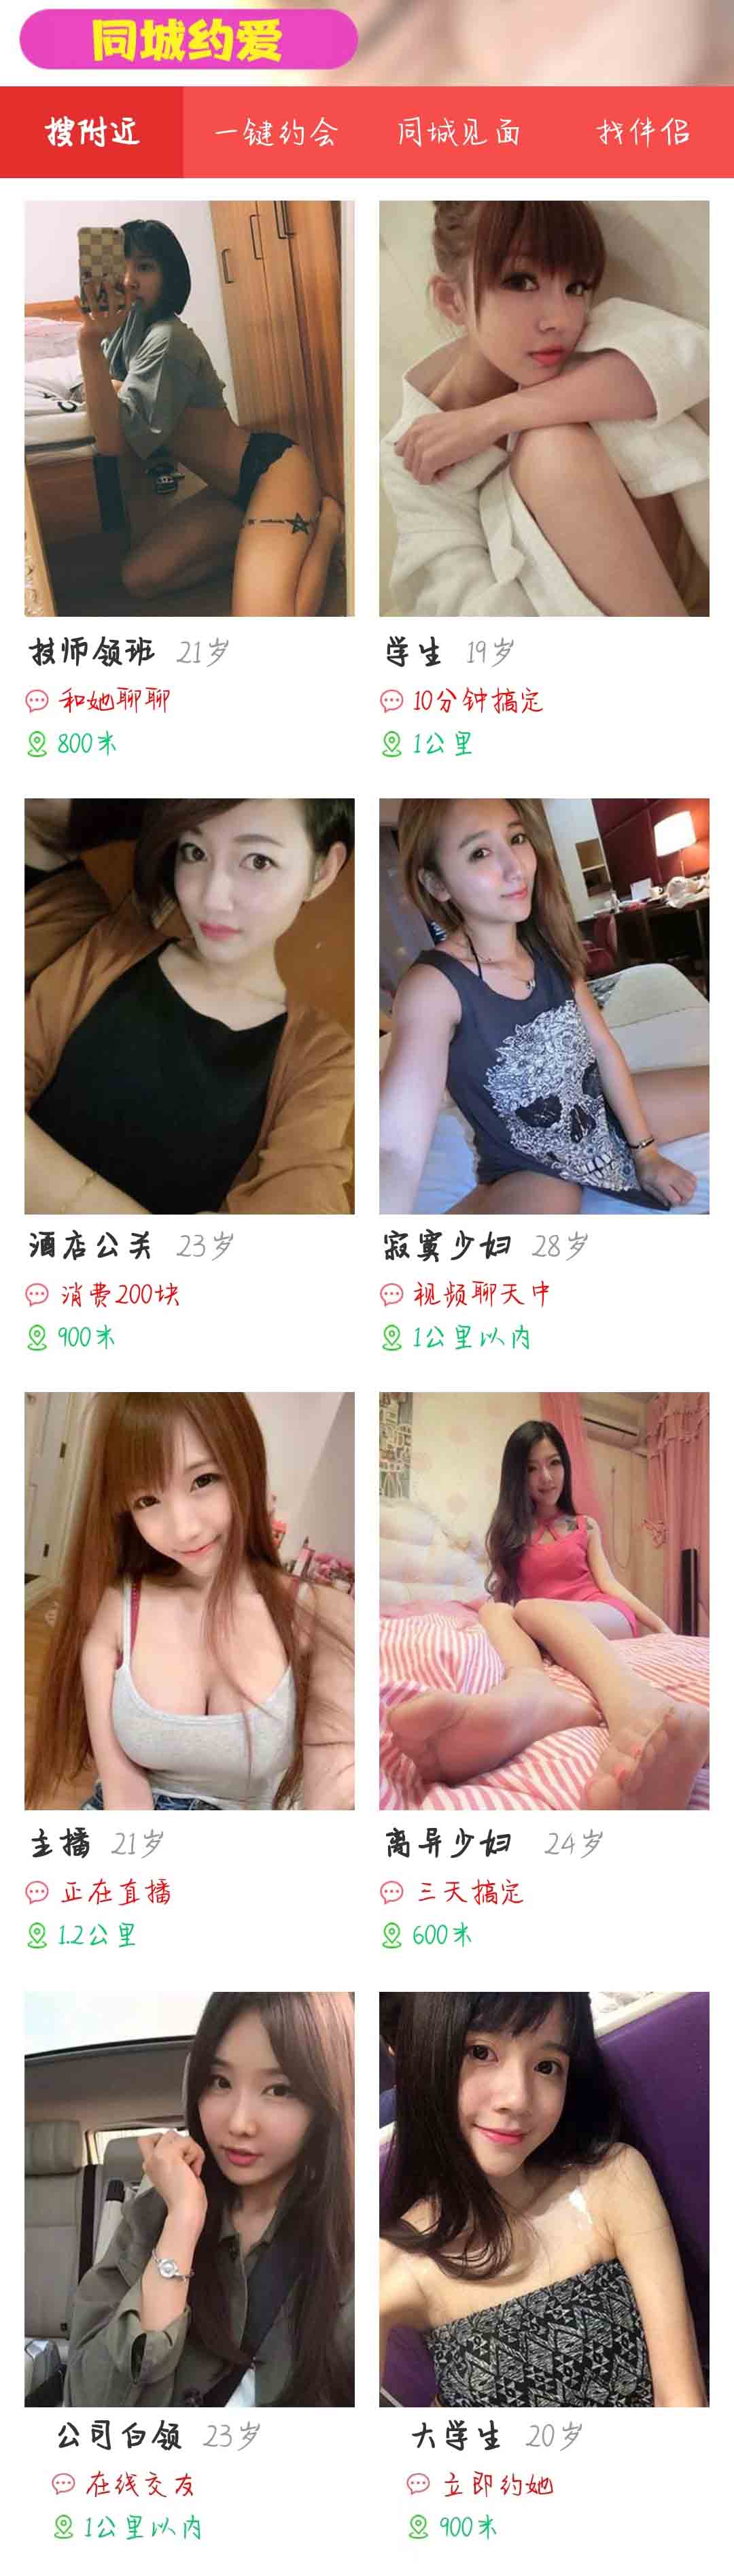 同城约爱
搜附近 一键约会 同城见面 找伴侣
技师领班 21岁
和她聊聊
800米
学生 19岁
10分钟搞定
1公里
酒店公关 23岁
消费200块
900米
寂寞少妇 28岁
视频聊天中
1公里以内
主播 21岁
正在直播
1.2公里
离异少妇 24岁
三天搞定
600米
公司白领 23岁
在线交友
1公里以内
大学生 20岁
立即约她
900米